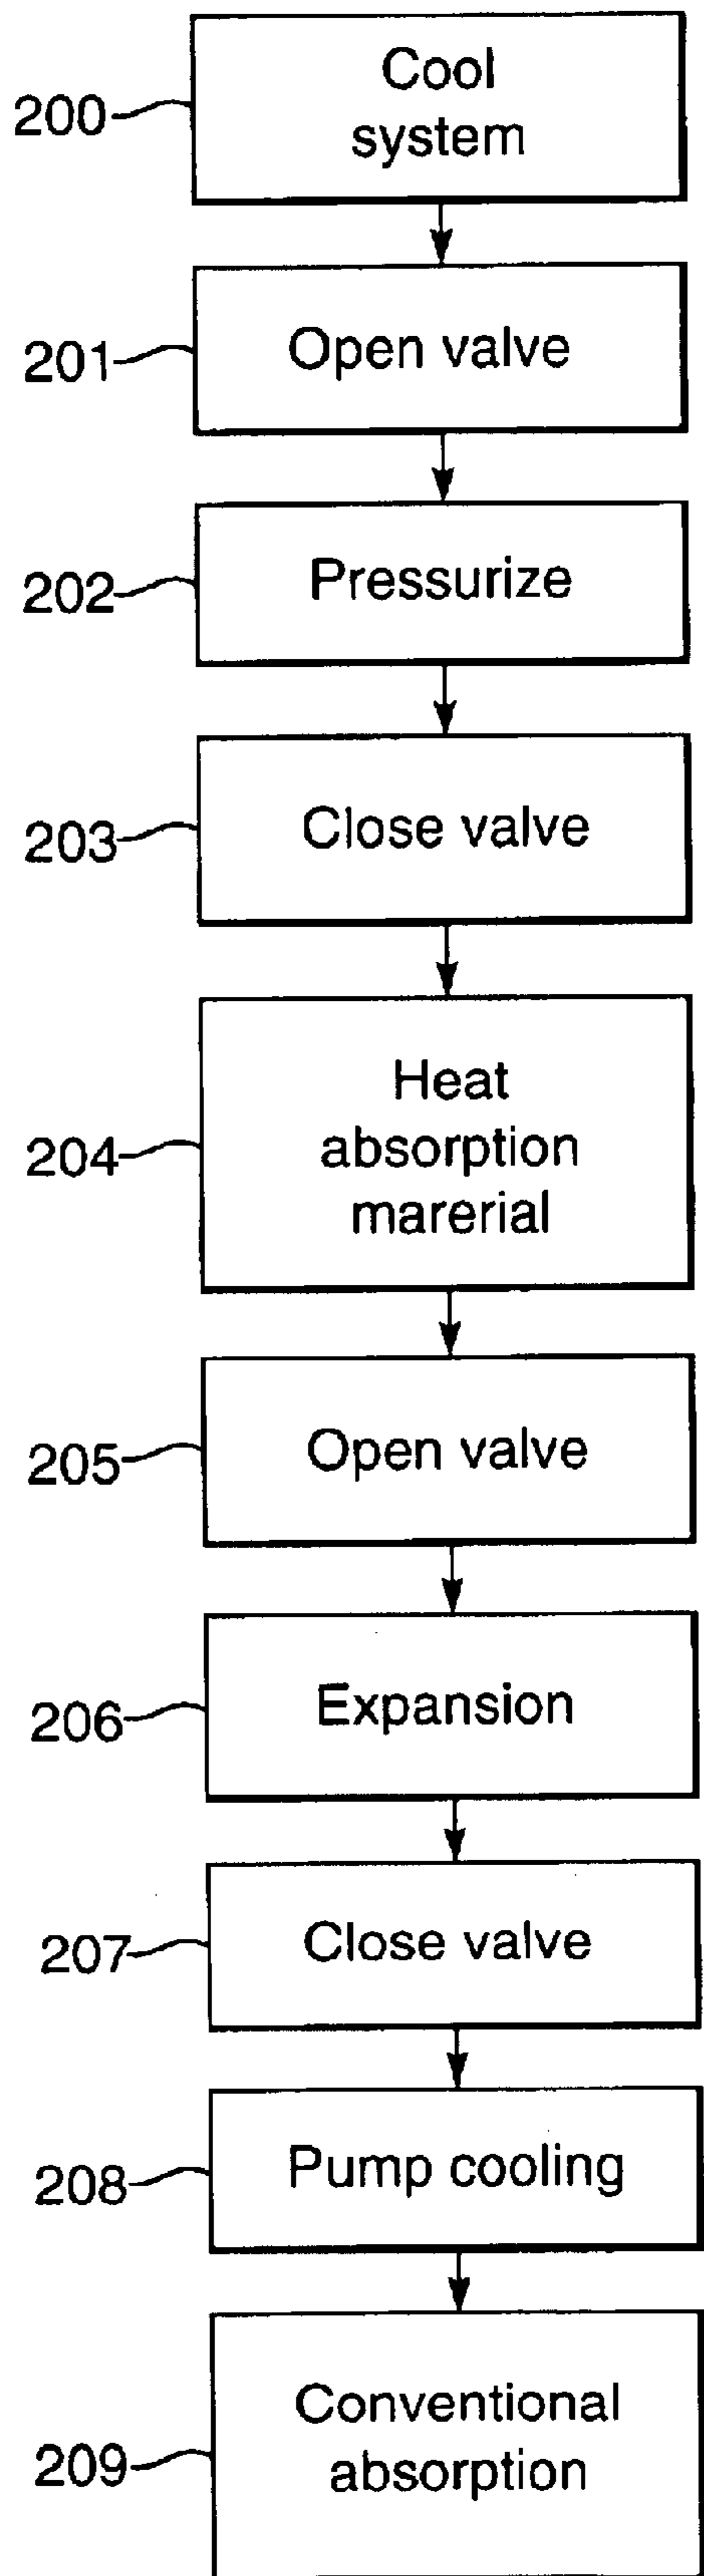 200
Cool
system
201
Open valve
202
Pressurize
203
Close valve
204
Heat
absorption
marerial
205
Open valve
206
Expansion
207
Close valve
208
Pump cooling
209
Conventional
absorption